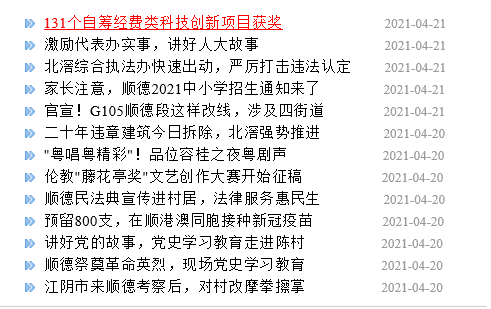 131个自筹经费类科技创新项目获奖 2021-04-21
激励代表办实事，讲好人大故事 2021-04-21
北滘综合执法办快速出动，严厉打击违法认定 2021-04-21
家长注意，顺德2021中小学招生通知来了 2021-04-21
官宣！G105顺德段这样改线，涉及四街道 2021-04-21
二十年违章建筑今日拆除，北滘强势推进 2021-04-20
"粤唱粤精彩"！品位容桂之夜粤剧声 2021-04-20
伦教"藤花亭奖"文艺创作大赛开始征稿 2021-04-20
顺德民法典宣传进村居，法律服务惠民生 2021-04-20
预留800支，在顺港澳同胞接种新冠疫苗 2021-04-20
讲好党的故事，党史学习教育走进陈村 2021-04-20
顺德祭奠革命英烈，现场党史学习教育 2021-04-20
江阴市来顺德考察后，对村改摩拳擦掌 2021-04-20